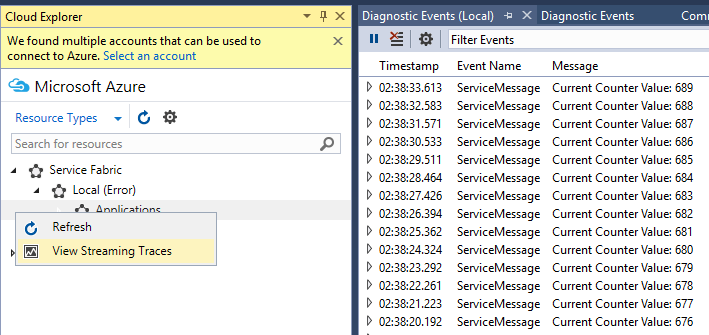 Cloud Explorer
We found multiple accounts that can be used to
connect to Azure. Select an account
Microsoft Azure
Resource Types
Search for resources
Service Fabric
Local (Error)
Applications
Refresh
View Streaming Traces
Diagnostic Events (Local) Diagnostic Events Com
Filter Events
Timestamp Event Name Message
02:38:33.613 ServiceMessage Current Counter Value: 689
02:38:32.583 ServiceMessage Current Counter Value: 688
02:38:31.571 ServiceMessage Current Counter Value: 687
02:38:30.533 ServiceMessage Current Counter Value: 686
02:38:29.511 ServiceMessage Current Counter Value: 685
02:38:28.464 ServiceMessage Current Counter Value: 684
02:38:27.426 ServiceMessage Current Counter Value: 683
02:38:26.394 ServiceMessage Current Counter Value: 682
02:38:25.362 ServiceMessage Current Counter Value: 681
02:38:24.324 ServiceMessage Current Counter Value: 680
02:38:23.292 ServiceMessage Current Counter Value: 679
02:38:22.261 ServiceMessage Current Counter Value: 678
02:38:21.223 ServiceMessage Current Counter Value: 677
02:38:20.192 ServiceMessage Current Counter Value: 676